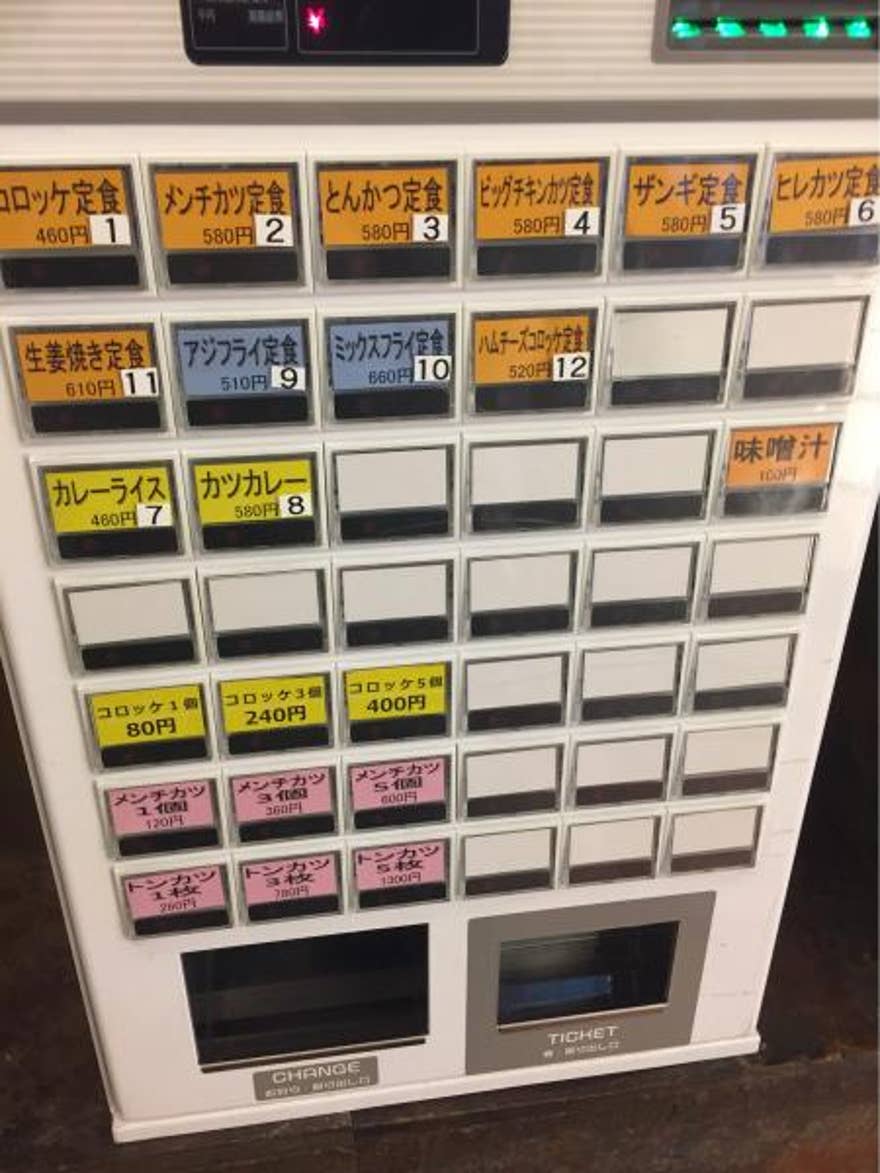 コロッケ定食
460円 1
メンチカツ定食
580円 2
とんかつ定食
580円 3
ビッグチキンカツ定食
580円 4
ザンギ定食
580円 5
ヒレカツ定食
580円 6
生姜焼き定食
610円 11
アジフライ定食
510円 9
ミックスフライ定食
660円 10
ハムチーズコロッケ定食
520円 12
カレーライス
460円 7
カツカレー
580円 8
味噌汁
100円
コロッケ1個
80円
コロッケ3個
240円
コロッケ5個
400円
メンチカツ
1個
120円
メンチカツ
3個
360円
メンチカツ
5個
600円
トンカツ
1枚
260円
トンカツ
3枚
780円
トンカツ
5枚
1300円
CHANGE
TICKET